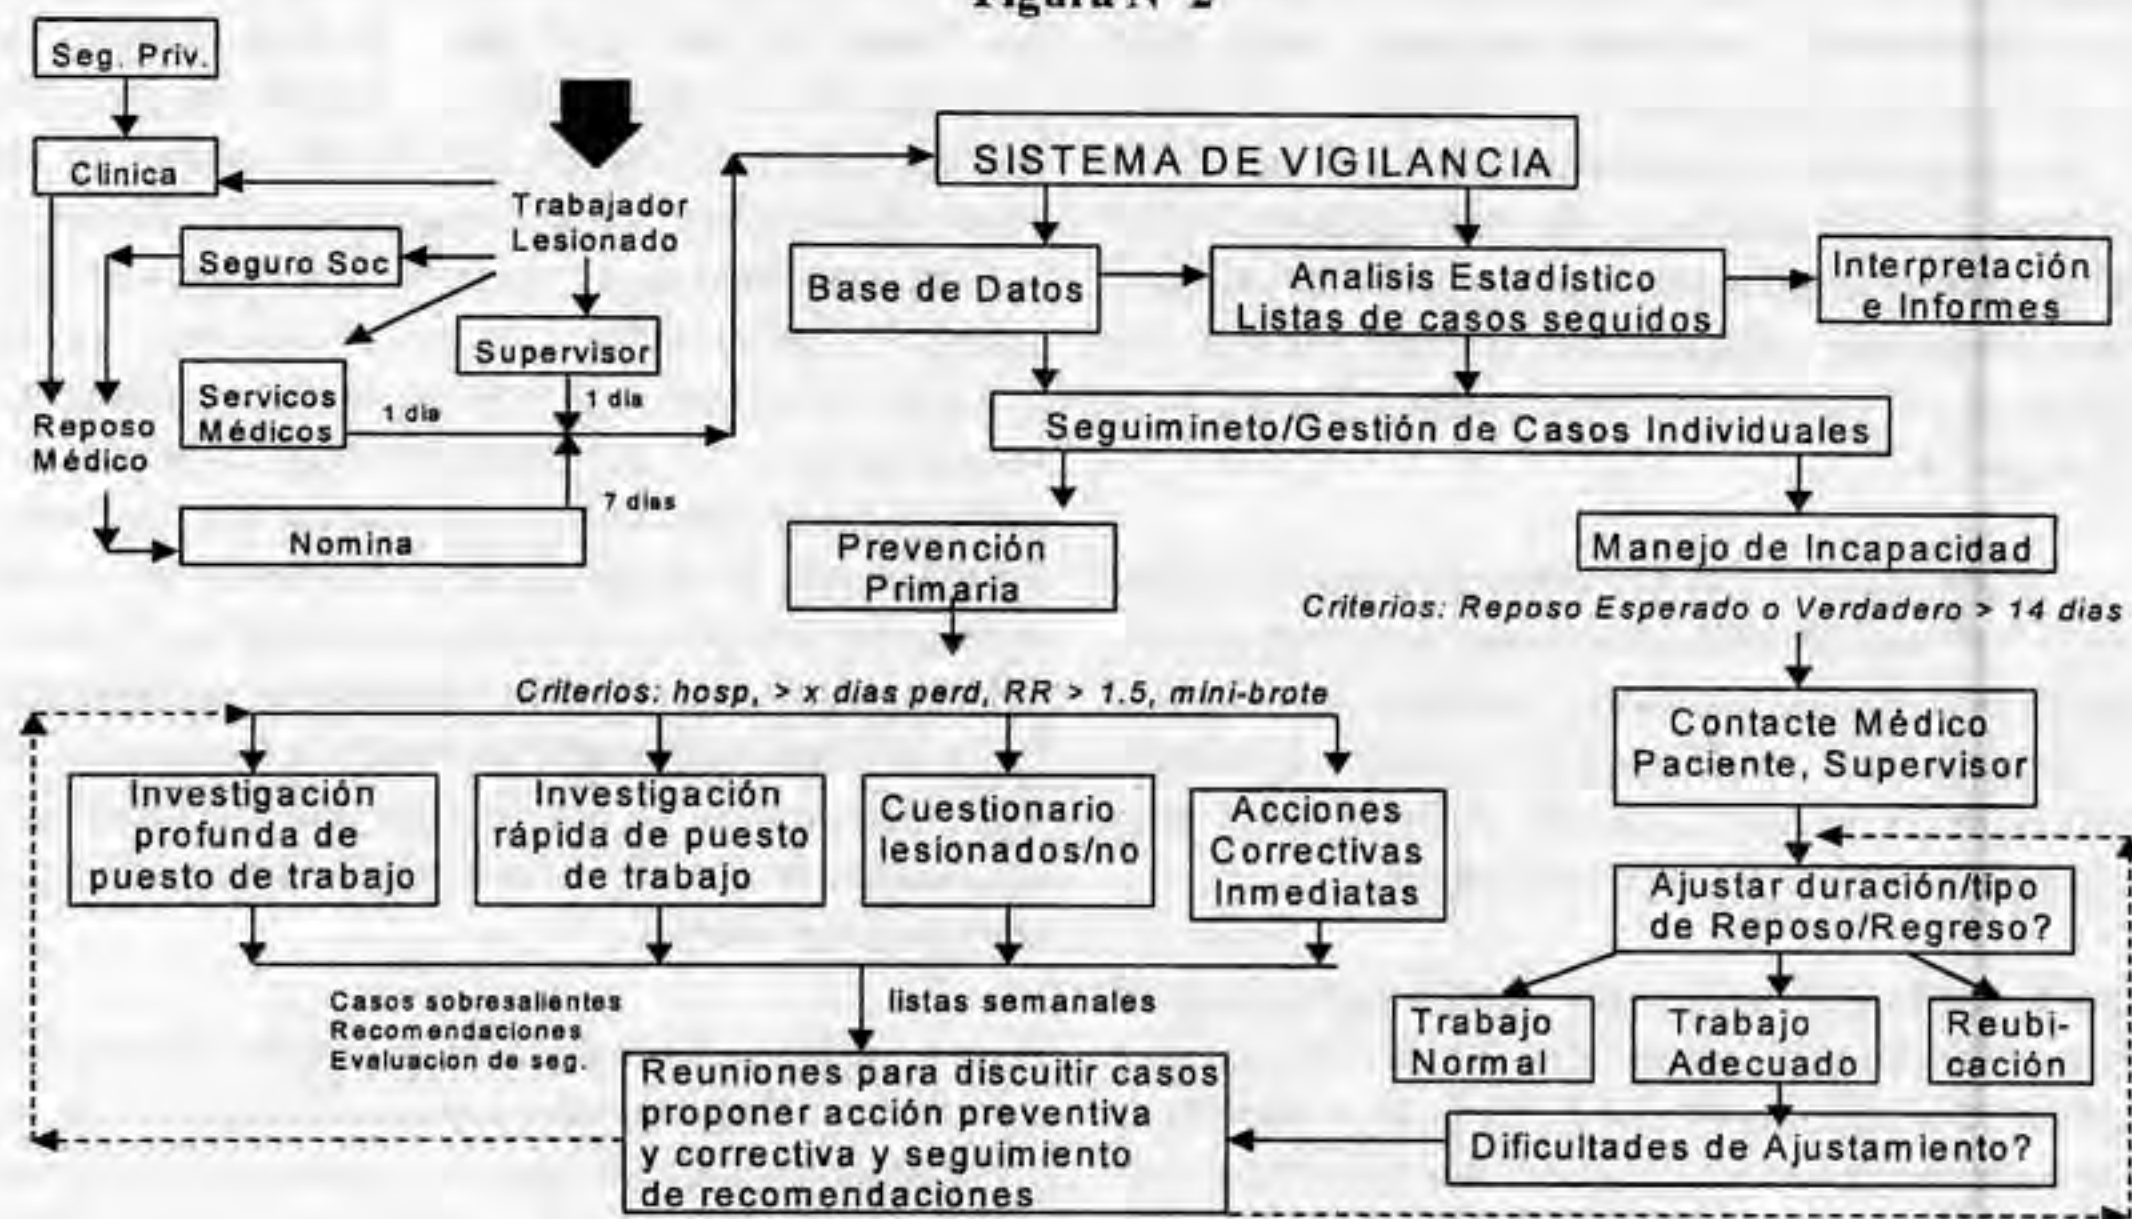 Figura N° 2
Seg. Priv.
Clinica
Trabajador
Lesionado
Seguro Soc
Supervisor
Servicos
Médicos
1 dia
1 dia
Reposo
Médico
7 dias
Nomina
SISTEMA DE VIGILANCIA
Base de Datos
Analisis Estadístico
Listas de casos seguidos
Interpretación
e Informes
Seguimineto/Gestión de Casos Individuales
Prevención
Primaria
Manejo de Incapacidad
Criterios: Reposo Esperado o Verdadero > 14 dias
Criterios: hosp, > x dias perd, RR > 1.5, mini-brote
Investigación
profunda de
puesto de trabajo
Investigación
rápida de puesto
de trabajo
Cuestionario
lesionados/no
Acciones
Correctivas
Inmediatas
Contacte Médico
Paciente, Supervisor
Ajustar duración/tipo
de Reposo/Regreso?
Trabajo
Normal
Trabajo
Adecuado
Reubi-
cación
Casos sobresalientes
Recomendaciones
Evaluacion de seg.
listas semanales
Reuniones para discuitir casos
proponer acción preventiva
y correctiva y seguimiento
de recomendaciones
Dificultades de Ajustamiento?